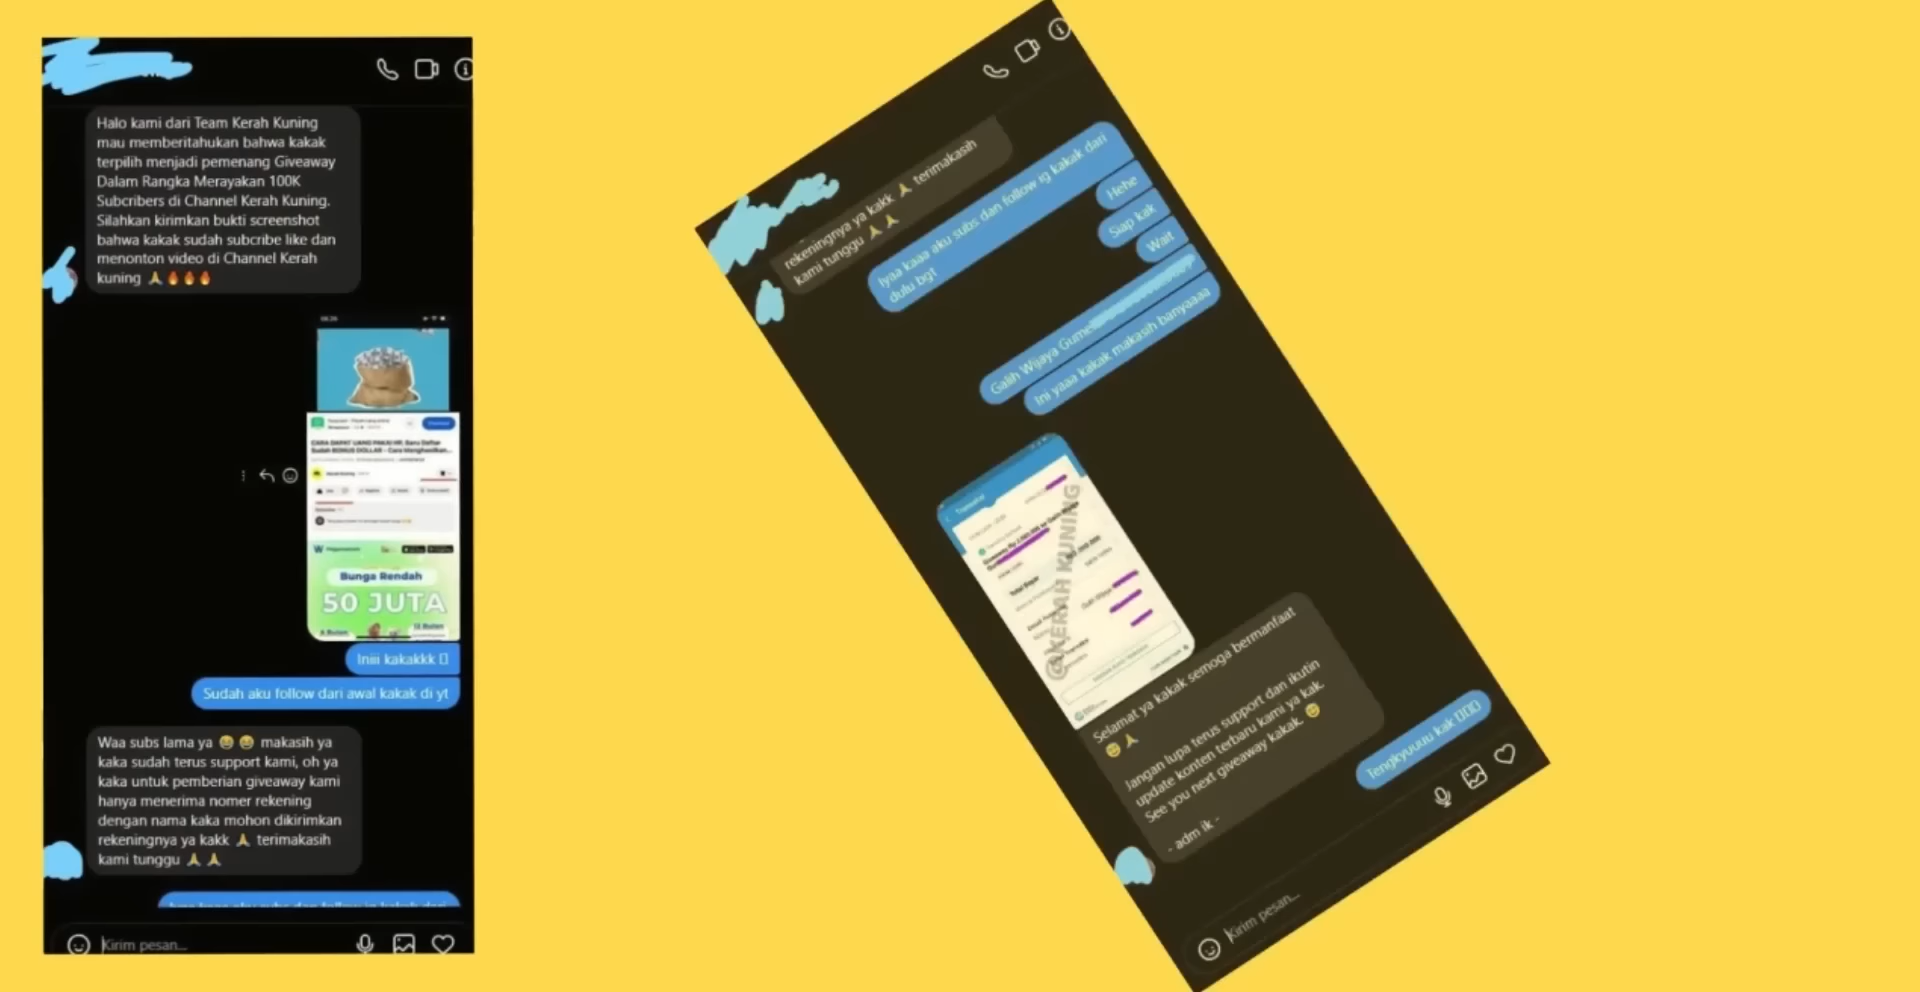 Halo kami dari Team Kerah Kuning
mau memberitahukan bahwa kakak
terpilih menjadi pemenang Giveaway
Dalam Rangka Merayakan 100K
Subcribers di Channel Kerah Kuning.
Silahkan kirimkan bukti screenshot
bahwa kakak sudah subcribe like dan
menonton video di Channel Kerah
kuning 🙏🔥🔥🔥
CARA DAPAT UANG
Bunga Rendah
50 JUTA
6 Bulan
12 Bulan
Iniii kakakkk
Sudah aku follow dari awal kakak di yt
Waa subs lama ya 😂 😂 makasih ya
kaka sudah terus support kami, oh ya
kaka untuk pemberian giveaway kami
hanya menerima nomer rekening
dengan nama kaka mohon dikirimkan
rekeningnya ya kakk 🙏 terimakasih
kami tunggu 🙏 🙏
Kirim pesan...
rekeningnya ya kakk 🙏 terimakasih
kami tunggu 🙏 🙏
Iyaa kaaa aku subs dan follow ig kakak dari
dulu bgt
Hehe
Siap kak
Wait
Galih Wijaya
Ini yaaa kakak makasih banyaaaa
@KERAH KUNING
Selamat ya kakak semoga bermanfaat
😅 🙏
Jangan lupa terus support dan ikutin
update konten terbaru kami ya kak.
See you next giveaway kakak. 😅
- adm ik -
Tengkyuuuu kak
Kirim pesan...